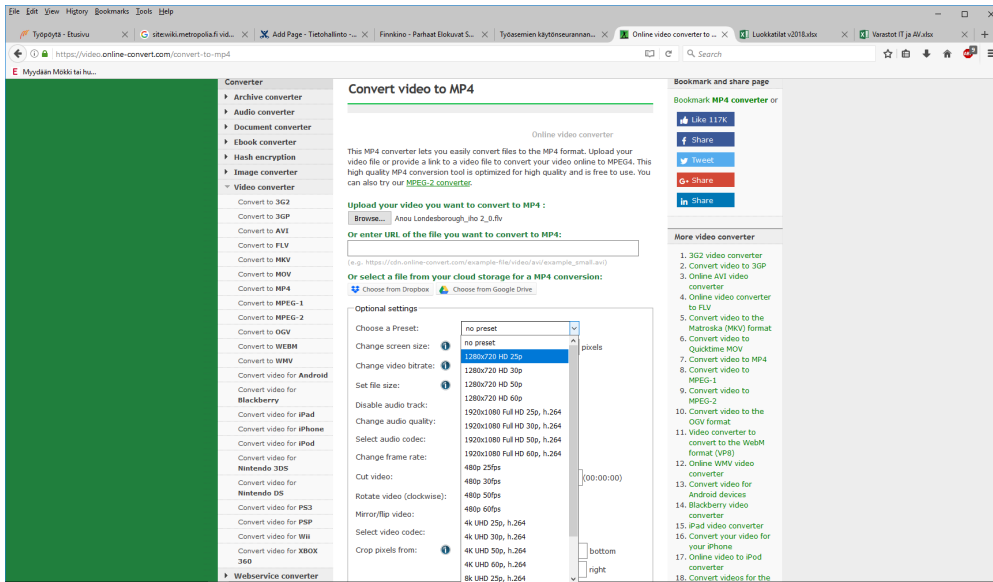 File Edit View History Bookmarks Tools Help
Työpöytä - Etusivu
site:wiki.metropolia.fi vid...
Add Page - Tietohallinto -...
Finnkino - Parhaat Elokuvat S...
Työasemien käytönseurannan...
Online video converter to ...
Luokkatilat v2018.xlsx
Varastot IT ja AV.xlsx
https://video.online-convert.com/convert-to-mp4
Search
9
E Myydään Mökki tai hu...
Converter
Archive converter
Audio converter
Document converter
Ebook converter
Hash encryption
Image converter
Video converter
Convert to 3G2
Convert to 3GP
Convert to AVI
Convert to FLV
Convert to MKV
Convert to MOV
Convert to MP4
Convert to MPEG-1
Convert to MPEG-2
Convert to OGV
Convert to WEBM
Convert to WMV
Convert video for Android
Convert video for
Blackberry
Convert video for iPad
Convert video for iPhone
Convert video for iPod
Convert video for
Nintendo 3DS
Convert video for
Nintendo DS
Convert video for PS3
Convert video for PSP
Convert video for Wii
Convert video for XBOX
360
Webservice converter
Convert video to MP4
Online video converter
This MP4 converter lets you easily convert files to the MP4 format. Upload your
video file or provide a link to a video file to convert your video online to MPEG4. This
high quality MP4 conversion tool is optimized for high quality and is free to use. You
can also try our MPEG-2 converter.
Upload your video you want to convert to MP4 :
Browse... Anou Londesborough_iho 2_0.flv
Or enter URL of the file you want to convert to MP4:
(e.g. https://cdn.online-convert.com/example-file/video/avi/example_small.avi)
Or select a file from your cloud storage for a MP4 conversion:
Choose from Dropbox Choose from Google Drive
Optional settings
Choose a Preset: no preset
Change screen size: pixels
Change video bitrate:
Set file size:
Disable audio track:
Change audio quality:
Select audio codec:
Change frame rate:
Cut video: (00:00:00)
Rotate video (clockwise):
Mirror/flip video:
Select video codec:
Crop pixels from: bottom
right
no preset
1280x720 HD 25p
1280x720 HD 30p
1280x720 HD 50p
1280x720 HD 60p
1920x1080 Full HD 25p, h.264
1920x1080 Full HD 30p, h.264
1920x1080 Full HD 50p, h.264
1920x1080 Full HD 60p, h.264
480p 25fps
480p 30fps
480p 50fps
480p 60fps
4k UHD 25p, h.264
4k UHD 30p, h.264
4K UHD 50p, h.264
4K UHD 60p, h.264
8k UHD 25p, h.264
Bookmark and share page
Bookmark MP4 converter or
Like 117K
f Share
Tweet
G+ Share
in Share
More video converter
1. 3G2 video converter
2. Convert video to 3GP
3. Online AVI video
converter
4. Online video converter
to FLV
5. Convert video to the
Matroska (MKV) format
6. Convert video to
Quicktime MOV
7. Convert video to MP4
8. Convert video to
MPEG-1
9. Convert video to
MPEG-2
10. Convert video to the
OGV format
11. Video converter to
convert to the WebM
format (VP8)
12. Online WMV video
converter
13. Convert video for
Android devices
14. Blackberry video
converter
15. iPad video converter
16. Convert your video for
your iPhone
17. Online video to iPod
converter
18. Convert videos for the